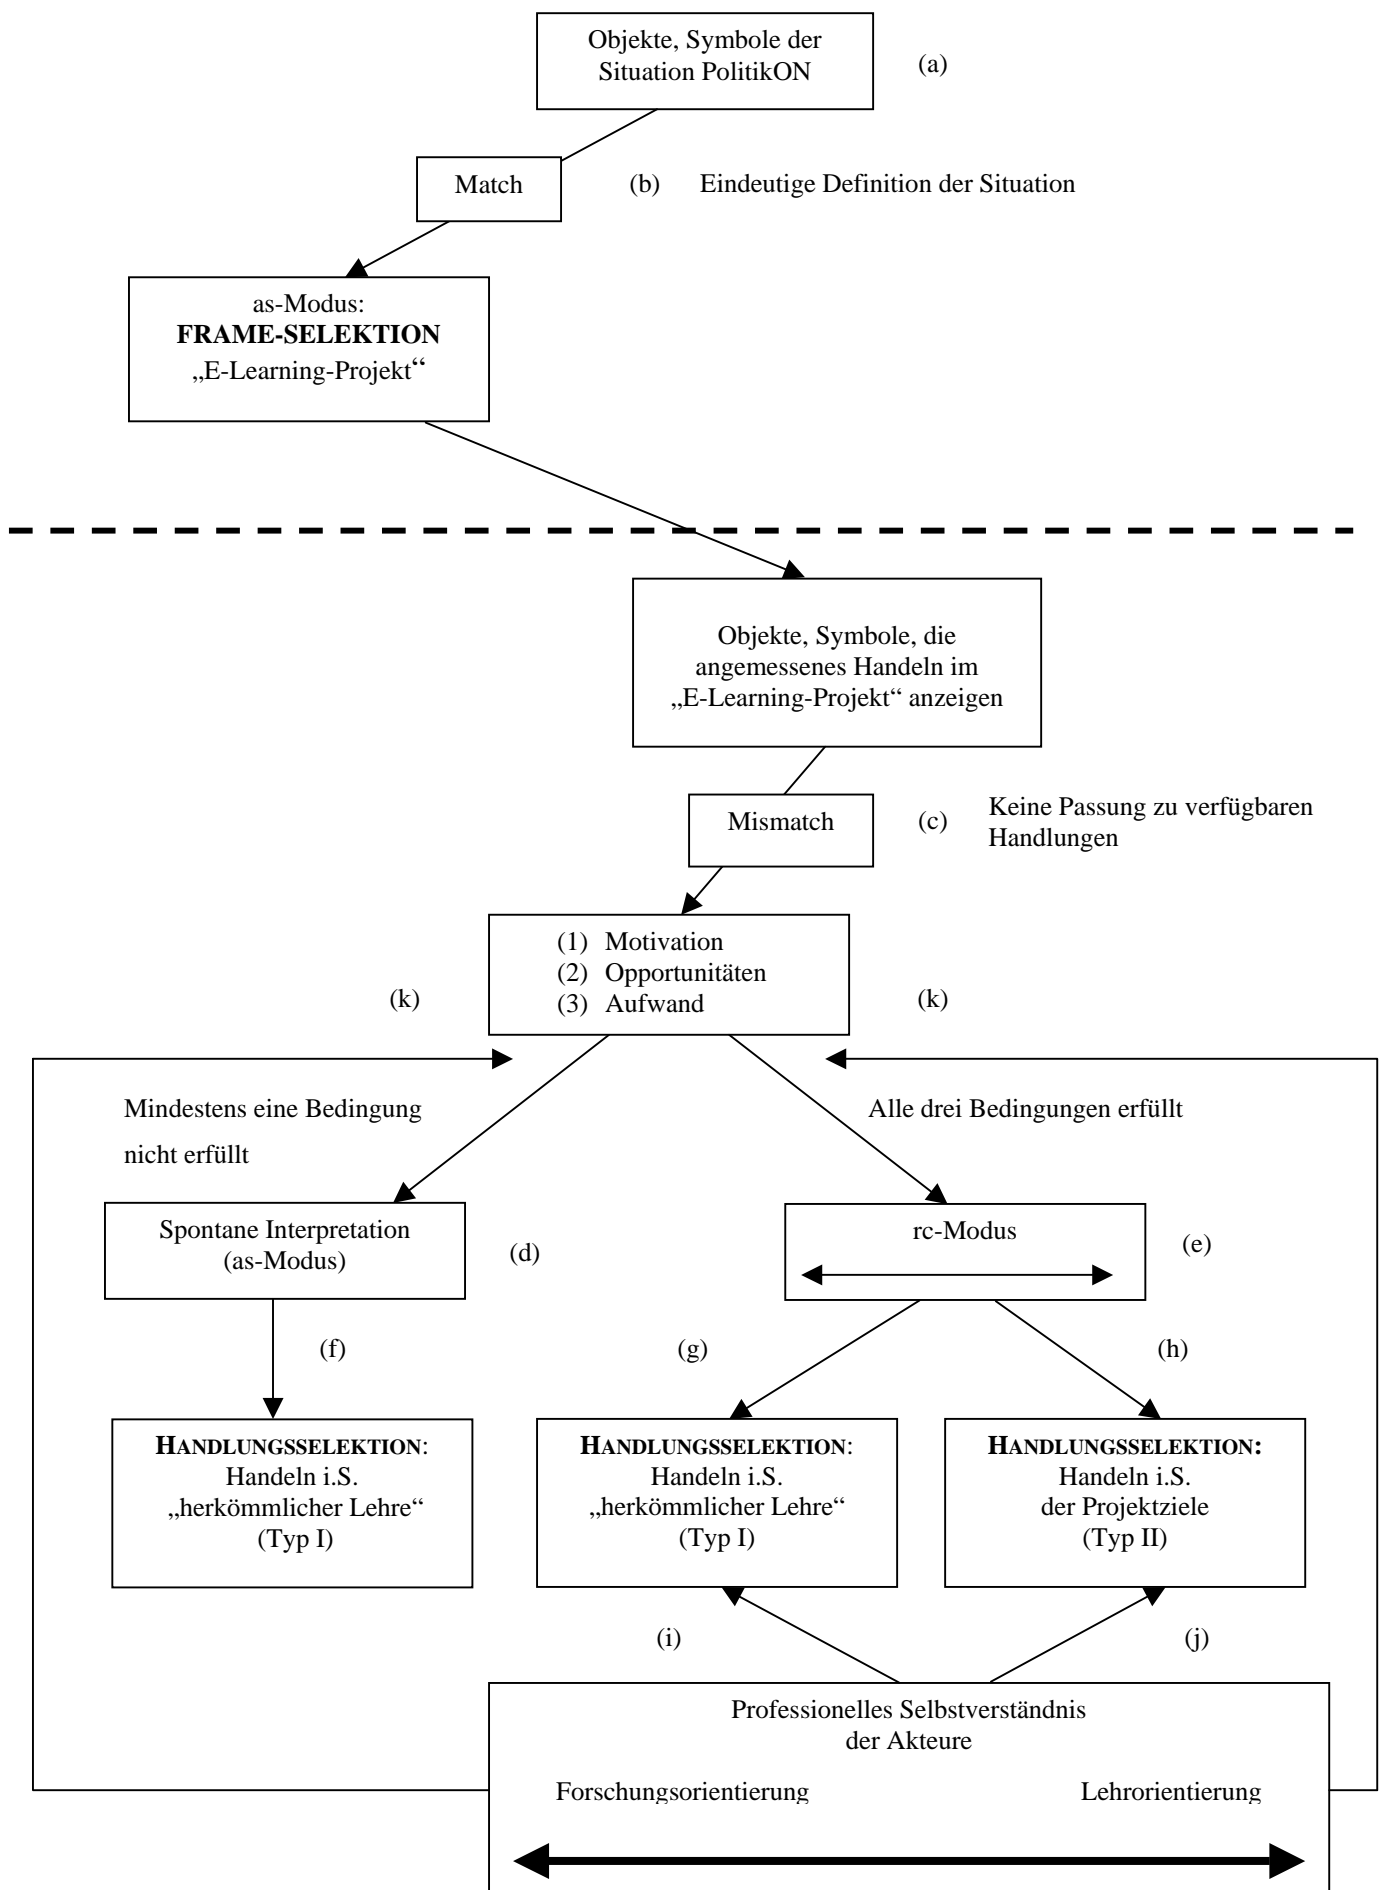 Objekte, Symbole der
Situation PolitikON
(a)
Match
(b) Eindeutige Definition der Situation
as-Modus:
FRAME-SELEKTION
„E-Learning-Projekt“
Objekte, Symbole, die
angemessenes Handeln im
„E-Learning-Projekt“ anzeigen
Mismatch
(c)
Keine Passung zu verfügbaren
Handlungen
(1) Motivation
(2) Opportunitäten
(3) Aufwand
(k)
(k)
Mindestens eine Bedingung
nicht erfüllt
Alle drei Bedingungen erfüllt
Spontane Interpretation
(as-Modus)
(d)
rc-Modus
(e)
(f)
(g)
(h)
HANDLUNGSSELEKTION:
Handeln i.S.
„herkömmlicher Lehre“
(Typ I)
HANDLUNGSSELEKTION:
Handeln i.S.
„herkömmlicher Lehre“
(Typ I)
HANDLUNGSSELEKTION:
Handeln i.S.
der Projektziele
(Typ II)
(i)
(j)
Professionelles Selbstverständnis
der Akteure
Forschungsorientierung
Lehrorientierung